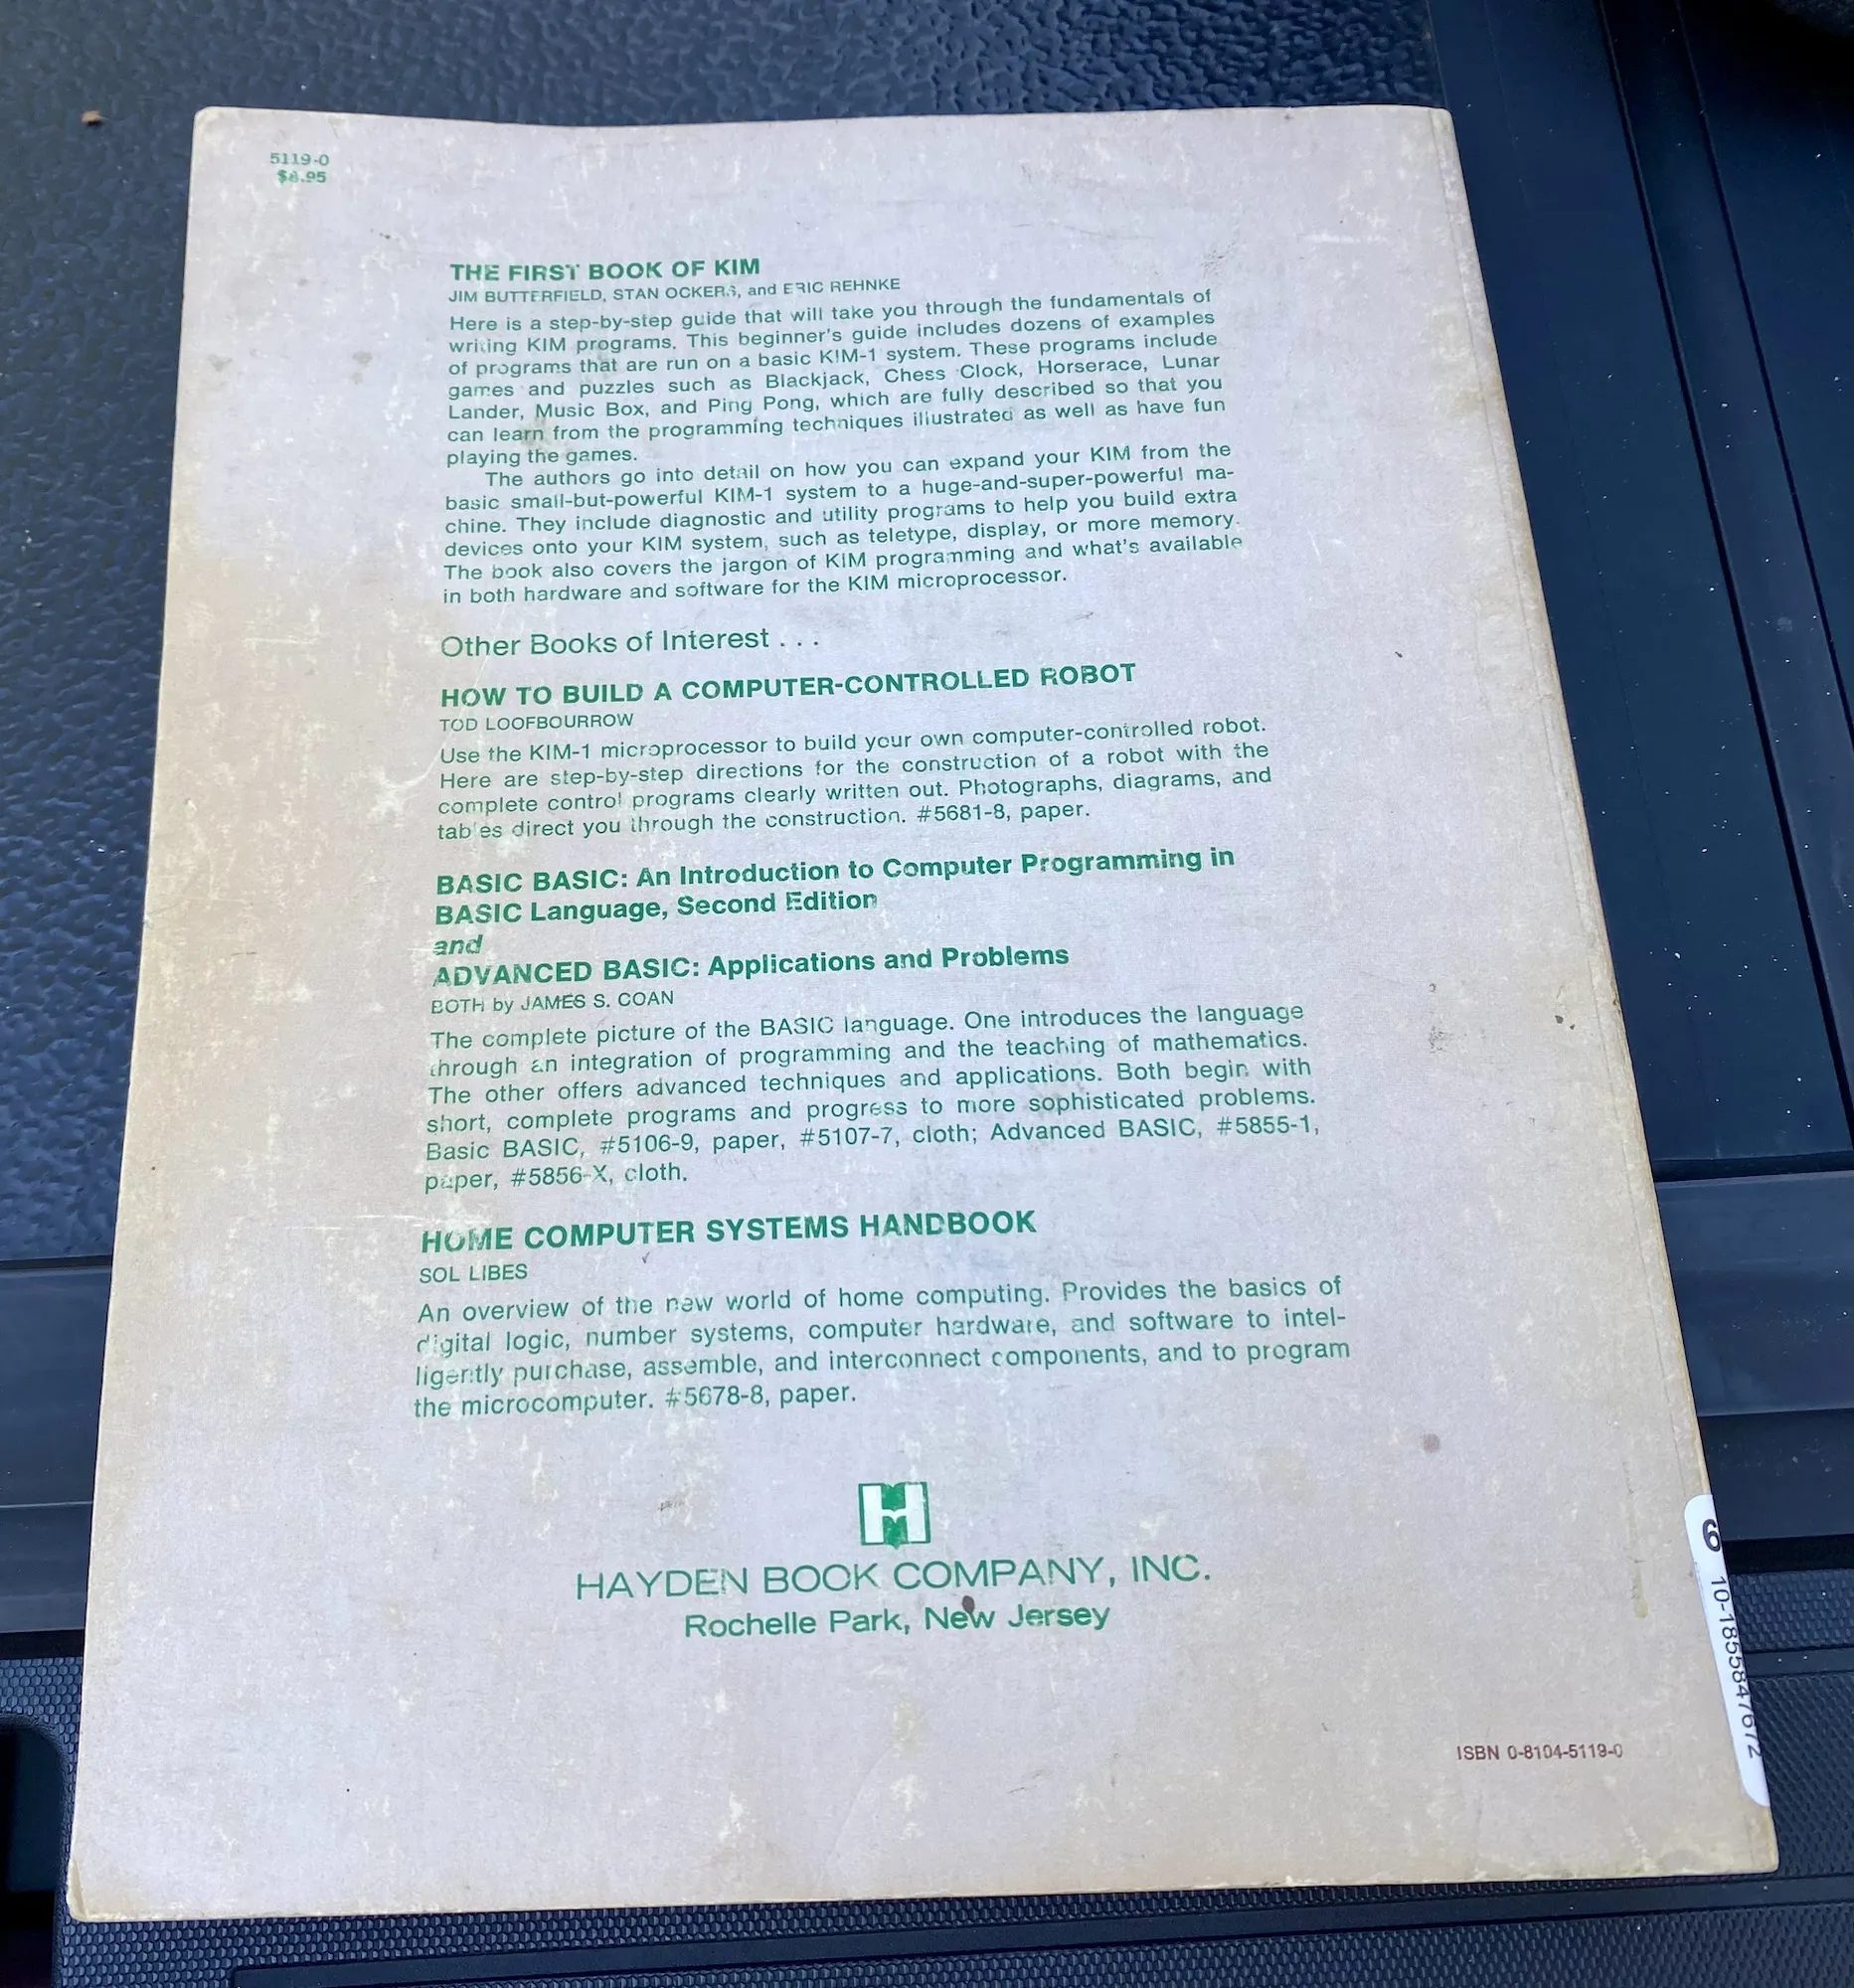 5119-0
$8.95
THE FIRST BOOK OF KIM
JIM BUTTERFIELD, STAN OCKERS, and ERIC REHNKE
Here is a step-by-step guide that will take you through the fundamentals of
writing KIM programs. This beginner's guide includes dozens of examples
of programs that are run on a basic KIM-1 system. These programs include
games and puzzles such as Blackjack, Chess Clock, Horserace, Lunar
Lander, Music Box, and Ping Pong, which are fully described so that you
can learn from the programming techniques illustrated as well as have fun
playing the games.
The authors go into detail on how you can expand your KIM from the
basic small-but-powerful KIM-1 system to a huge-and-super-powerful ma-
chine. They include diagnostic and utility programs to help you build extra
devices onto your KIM system, such as teletype, display, or more memory.
The book also covers the jargon of KIM programming and what's available
in both hardware and software for the KIM microprocessor.
Other Books of Interest . . .
HOW TO BUILD A COMPUTER-CONTROLLED ROBOT
TOD LOOFBOURROW
Use the KIM-1 microprocessor to build your own computer-controlled robot.
Here are step-by-step directions for the construction of a robot with the
complete control programs clearly written out. Photographs, diagrams, and
tables direct you through the construction. #5681-8, paper.
BASIC BASIC: An Introduction to Computer Programming in
BASIC Language, Second Edition
and
ADVANCED BASIC: Applications and Problems
BOTH by JAMES S. COAN
The complete picture of the BASIC language. One introduces the language
through an integration of programming and the teaching of mathematics.
The other offers advanced techniques and applications. Both begin with
short, complete programs and progress to more sophisticated problems.
Basic BASIC, #5106-9, paper, #5107-7, cloth; Advanced BASIC, #5855-1,
paper, #5856-X, cloth.
HOME COMPUTER SYSTEMS HANDBOOK
SOL LIBES
An overview of the new world of home computing. Provides the basics of
digital logic, number systems, computer hardware, and software to intel-
ligently purchase, assemble, and interconnect components, and to program
the microcomputer. #5678-8, paper.
H
HAYDEN BOOK COMPANY, INC.
Rochelle Park, New Jersey
ISBN 0-8104-5119-0
6
10-1855847672